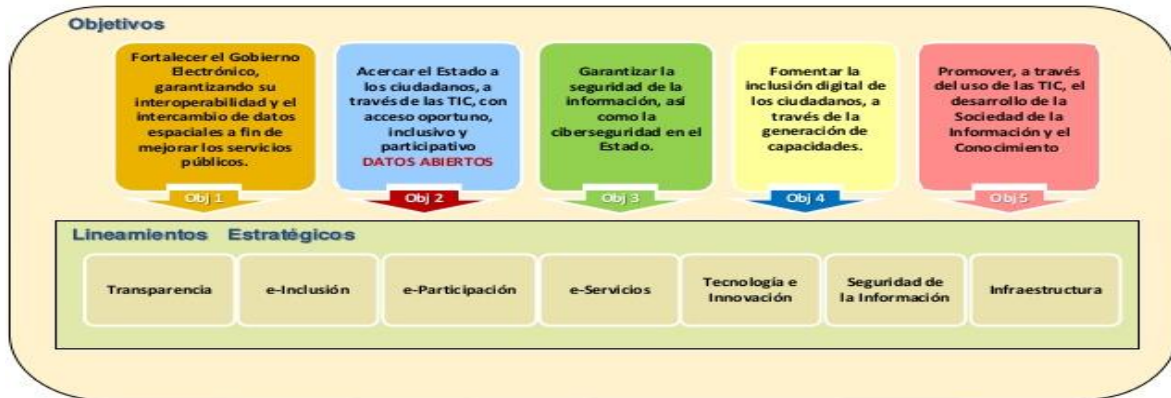 Objetivos
Fortalecer el Gobierno
Electrónico,
garantizando su
interoperabilidad y el
intercambio de datos
espaciales a fin de
mejorar los servicios
públicos.
Obj 1
Acercar el Estado a
los ciudadanos, a
través de las TIC, con
acceso oportuno,
inclusivo y
participativo
DATOS ABIERTOS
Obj 2
Garantizar la
seguridad de la
información, así
como la
ciberseguridad en el
Estado.
Obj 3
Fomentar la
inclusión digital de
los ciudadanos, a
través de la
generación de
capacidades.
Obj 4
Promover, a través
del uso de las TIC, el
desarrollo de la
Sociedad de la
Información y el
Conocimiento
Obj 5
Lineamientos Estratégicos
Transparencia
e-Inclusión
e-Participación
e-Servicios
Tecnología e
Innovación
Seguridad de
la Información
Infraestructura